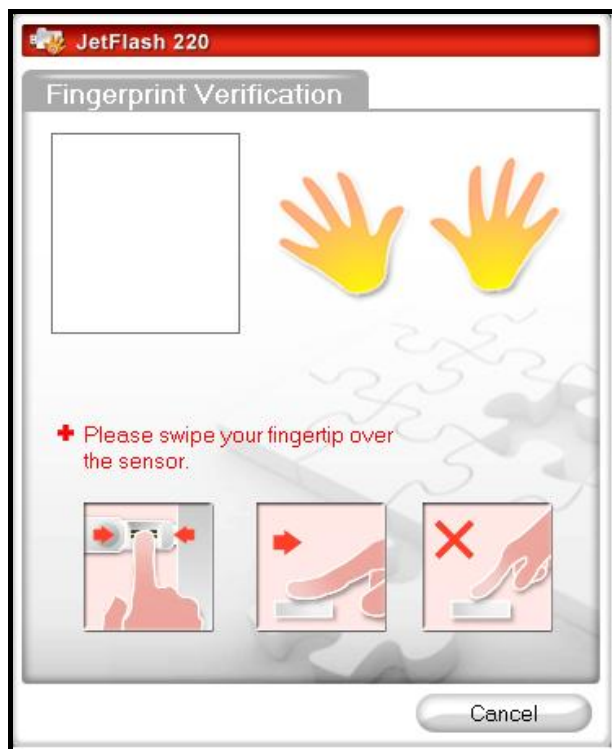 JetFlash 220
Fingerprint Verification
Please swipe your fingertip over
the sensor.
Cancel